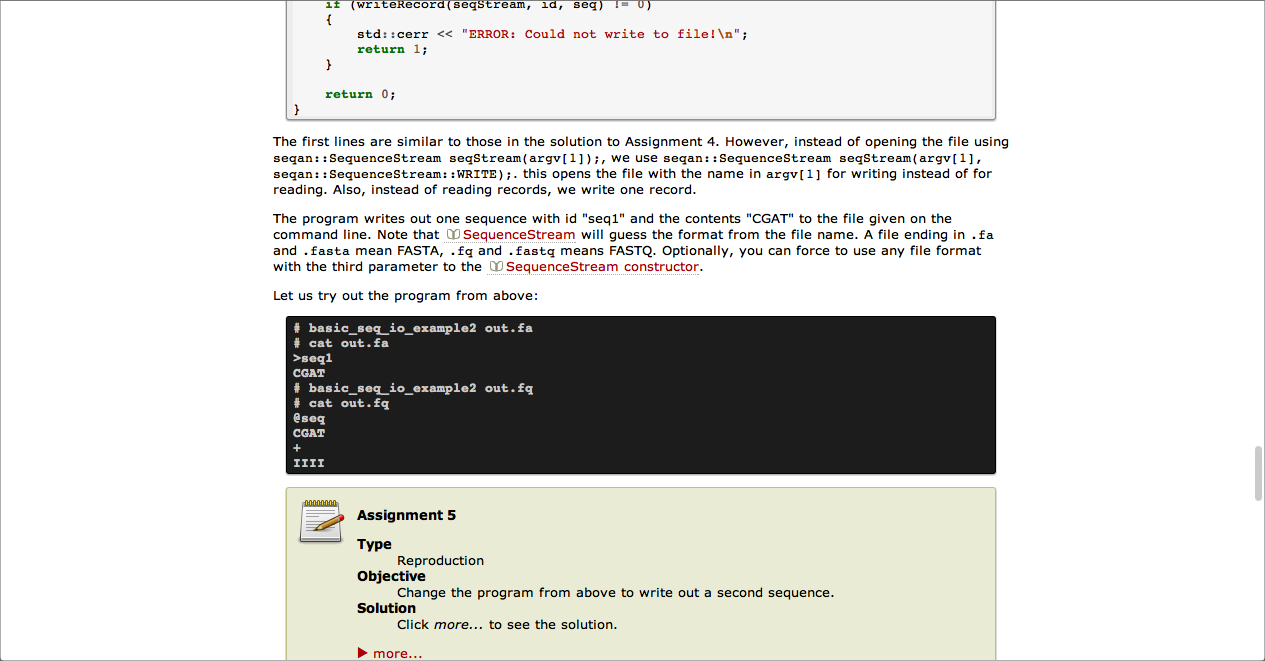 if (writeRecord(seqStream, id, seq) != 0)
{
std::cerr << "ERROR: Could not write to file!\n";
return 1;
}
return 0;
}
The first lines are similar to those in the solution to Assignment 4. However, instead of opening the file using
seqan::SequenceStream seqStream(argv[1]);, we use seqan::SequenceStream seqStream(argv[1],
seqan::SequenceStream::WRITE);. this opens the file with the name in argv[1] for writing instead of for
reading. Also, instead of reading records, we write one record.
The program writes out one sequence with id "seq1" and the contents "CGAT" to the file given on the
command line. Note that SequenceStream will guess the format from the file name. A file ending in .fa
and .fasta mean FASTA, .fq and .fastq means FASTQ. Optionally, you can force to use any file format
with the third parameter to the SequenceStream constructor.
Let us try out the program from above:
# basic_seq_io_example2 out.fa
# cat out.fa
>seq1
CGAT
# basic_seq_io_example2 out.fq
# cat out.fq
@seq
CGAT
+
IIII
Assignment 5
Type
Reproduction
Objective
Change the program from above to write out a second sequence.
Solution
Click more... to see the solution.
more...